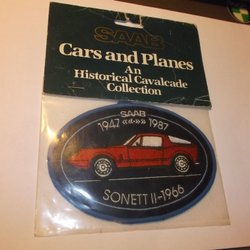 SAAB
Cars and Planes
An
Historical Cavalcade
Collection
SAAB
1947 1987
SONETT II-1966